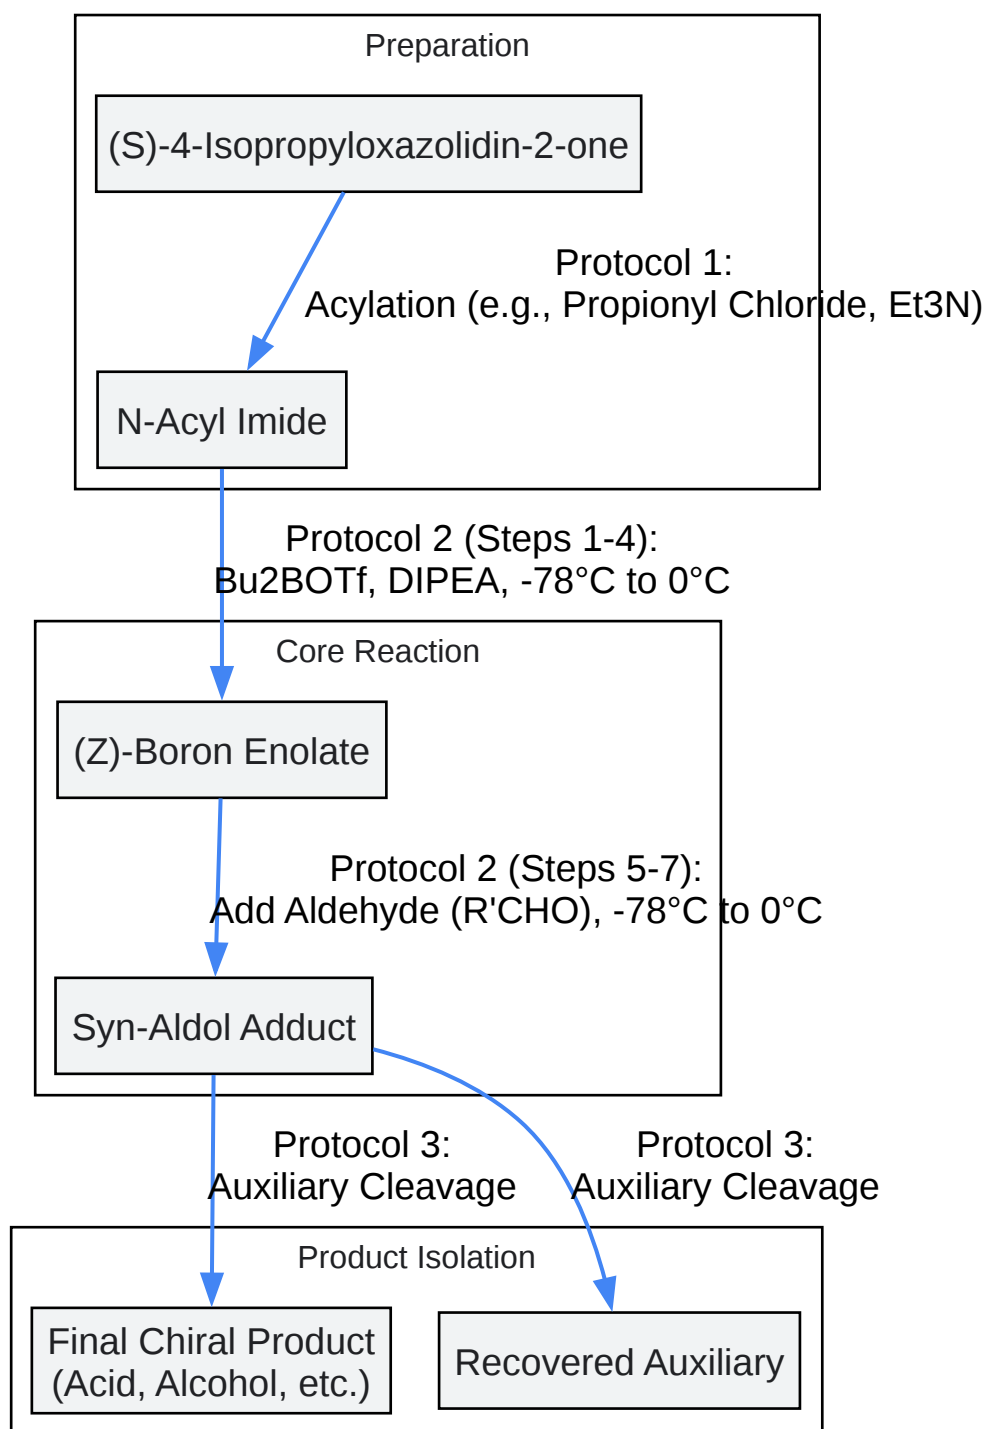 Preparation
(S)-4-Isopropyloxazolidin-2-one
Protocol 1:
Acylation (e.g., Propionyl Chloride, Et3N)
N-Acyl Imide
Protocol 2 (Steps 1-4):
Bu2BOTf, DIPEA, -78°C to 0°C
Core Reaction
(Z)-Boron Enolate
Protocol 2 (Steps 5-7):
Add Aldehyde (R'CHO), -78°C to 0°C
Syn-Aldol Adduct
Protocol 3:
Auxiliary Cleavage
Protocol 3:
Auxiliary Cleavage
Product Isolation
Final Chiral Product
(Acid, Alcohol, etc.)
Recovered Auxiliary